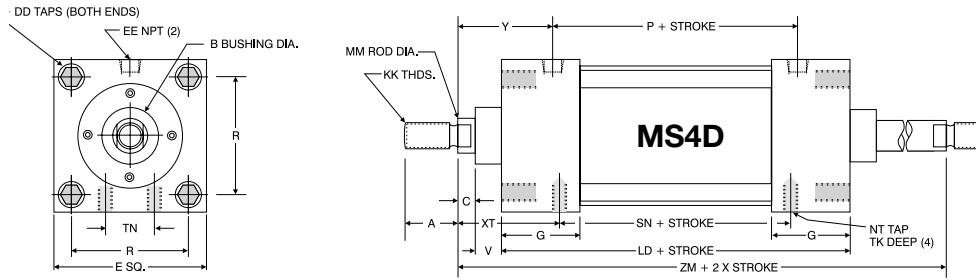 DD TAPS (BOTH ENDS)
EE NPT (2)
B BUSHING DIA.
R
TN
R
E SQ.
Y
P + STROKE
MM ROD DIA.
KK THDS.
MS4D
A
C
XT
SN + STROKE
V
G
G
LD + STROKE
NT TAP
TK DEEP (4)
ZM + 2 X STROKE